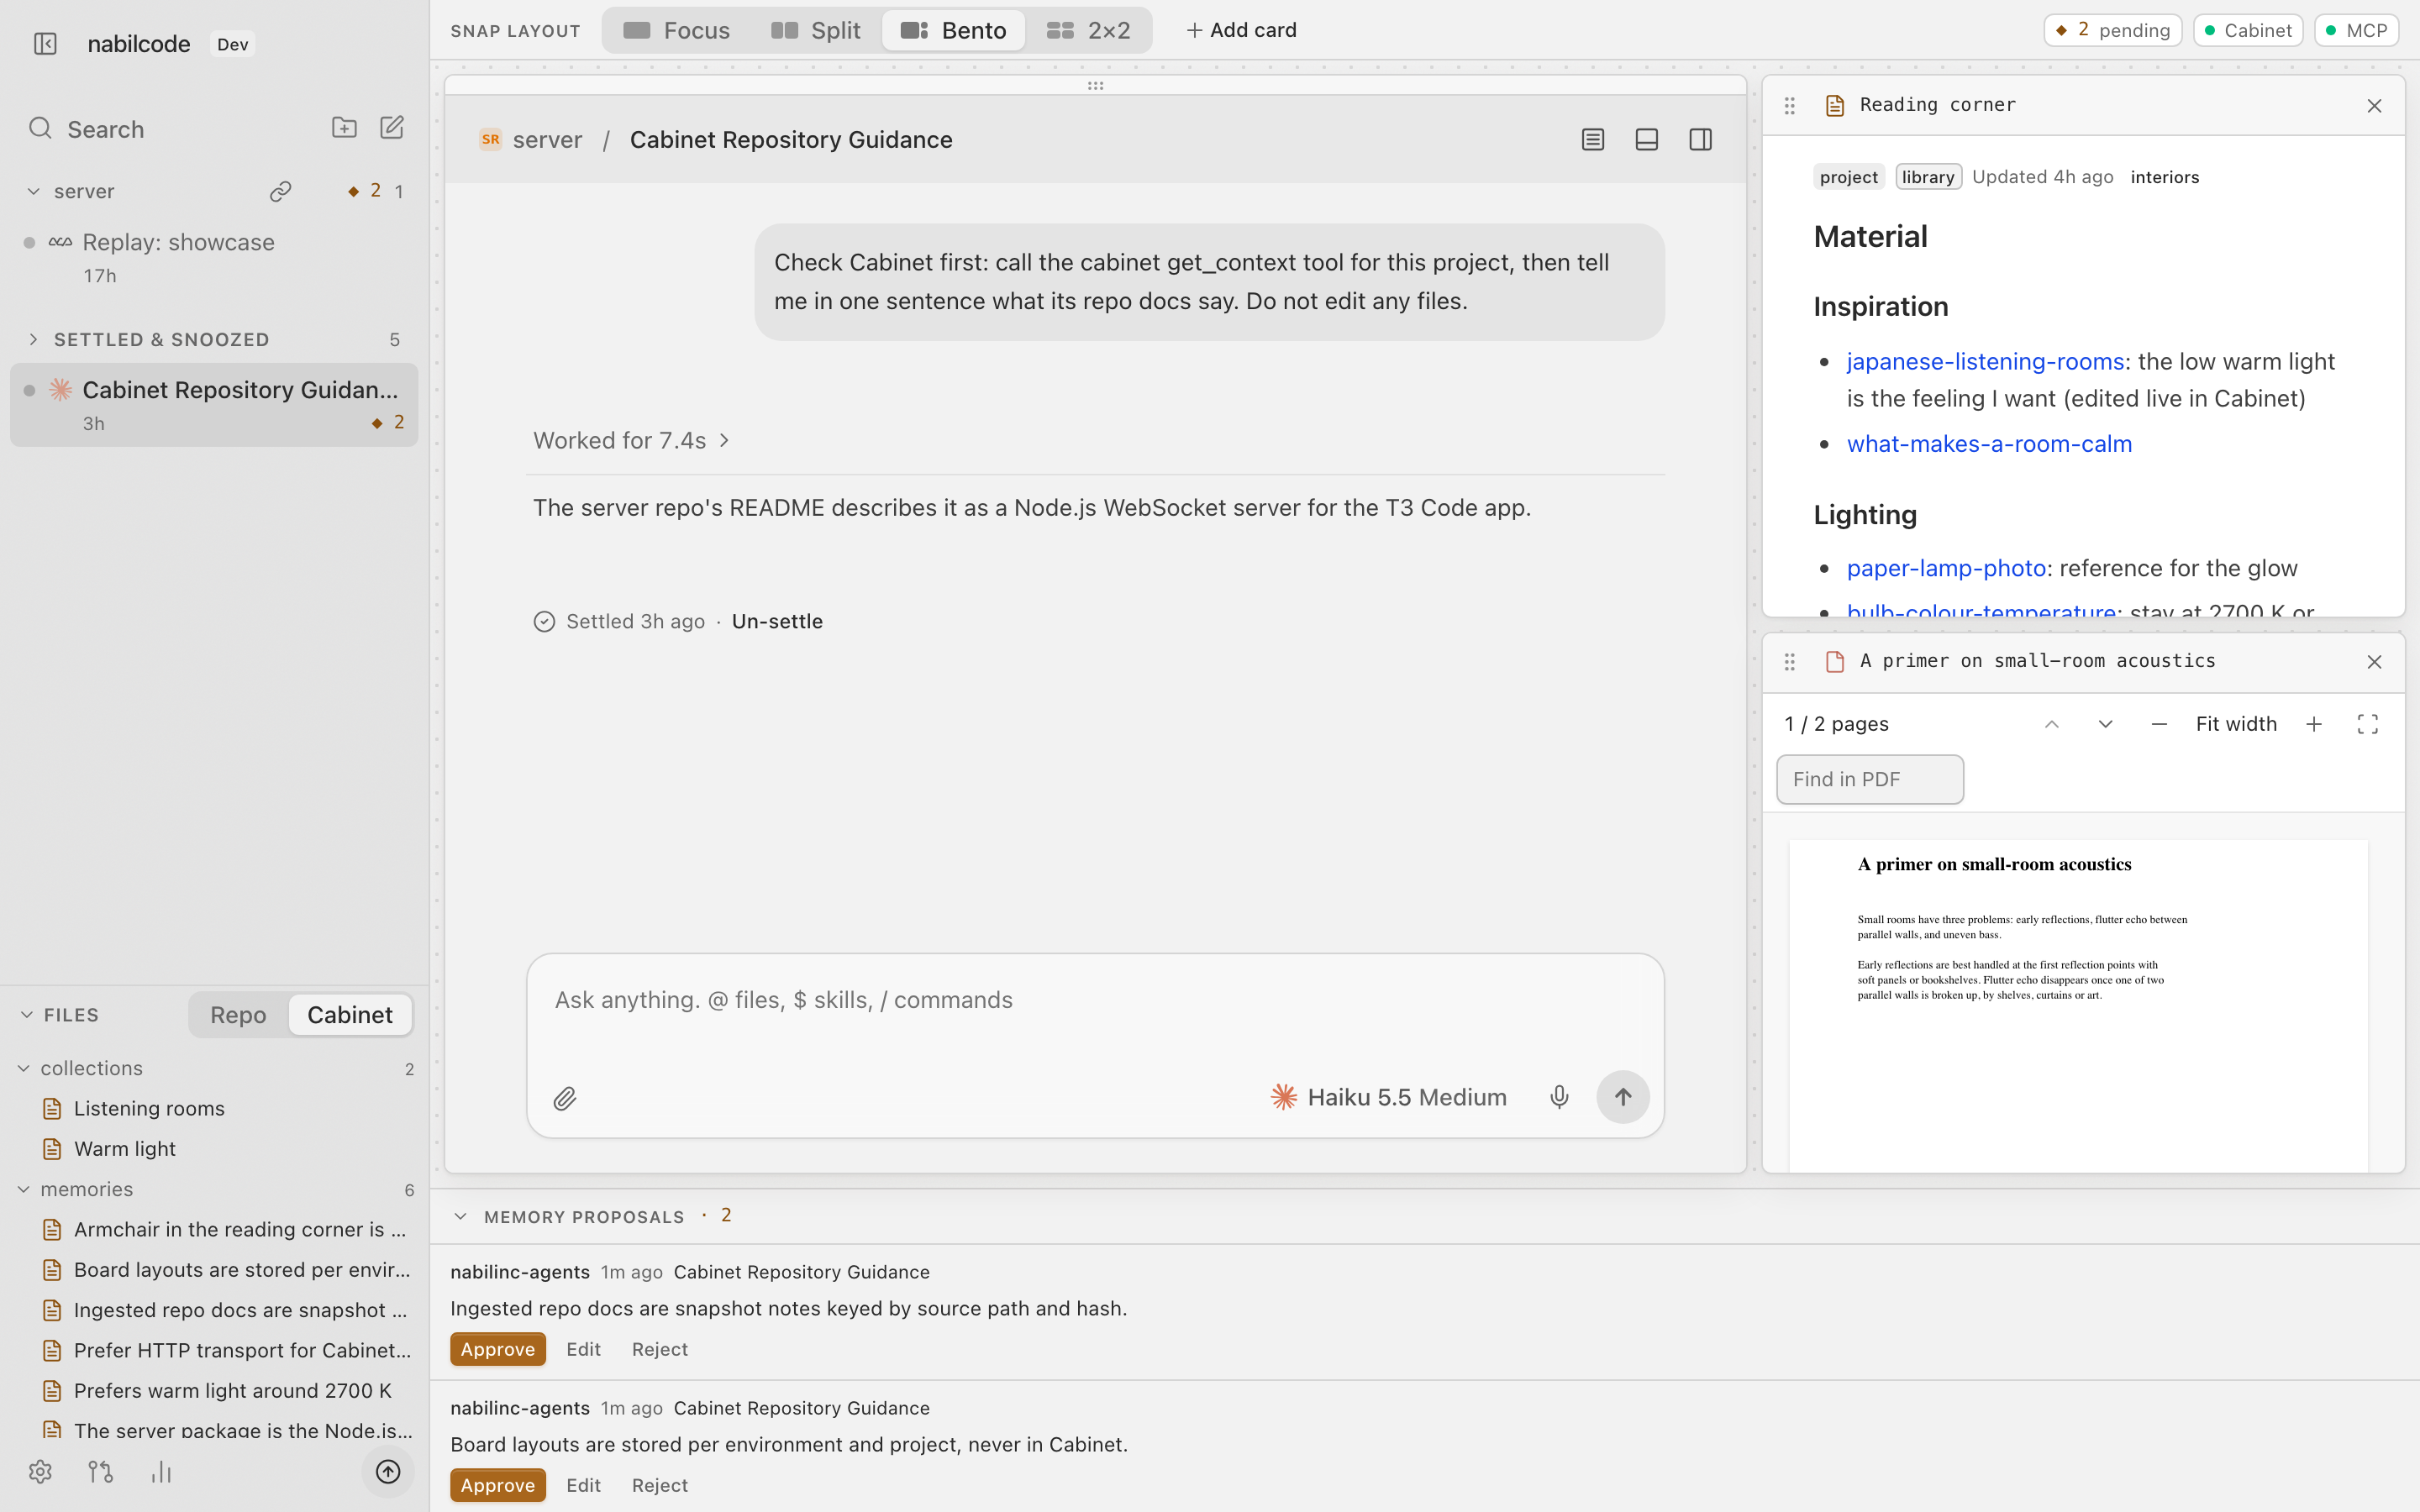 nabilcode Dev
Search
server 2 1
Replay: showcase
17h
SETTLED & SNOOZED 5
Cabinet Repository Guidan...
3h 2
FILES Repo Cabinet
collections 2
Listening rooms
Warm light
memories 6
Armchair in the reading corner is ...
Board layouts are stored per envir...
Ingested repo docs are snapshot ...
Prefer HTTP transport for Cabinet...
Prefers warm light around 2700 K
The server package is the Node.js...
SNAP LAYOUT Focus Split Bento 2×2 + Add card
2 pending Cabinet MCP
SR server / Cabinet Repository Guidance
Check Cabinet first: call the cabinet get_context tool for this project, then tell
me in one sentence what its repo docs say. Do not edit any files.
Worked for 7.4s
The server repo's README describes it as a Node.js WebSocket server for the T3 Code app.
Settled 3h ago · Un-settle
Ask anything. @ files, $ skills, / commands
Haiku 5.5 Medium
Reading corner
project library Updated 4h ago interiors
Material
Inspiration
japanese-listening-rooms: the low warm light
is the feeling I want (edited live in Cabinet)
what-makes-a-room-calm
Lighting
paper-lamp-photo: reference for the glow
bulb-colour-temperature: stay at 2700 K or
A primer on small-room acoustics
1 / 2 pages Fit width
Find in PDF
A primer on small-room acoustics
Small rooms have three problems: early reflections, flutter echo between
parallel walls, and uneven bass.
Early reflections are best handled at the first reflection points with
soft panels or bookshelves. Flutter echo disappears once one of two
parallel walls is broken up, by shelves, curtains or art.
MEMORY PROPOSALS · 2
nabilinc-agents 1m ago Cabinet Repository Guidance
Ingested repo docs are snapshot notes keyed by source path and hash.
Approve Edit Reject
nabilinc-agents 1m ago Cabinet Repository Guidance
Board layouts are stored per environment and project, never in Cabinet.
Approve Edit Reject